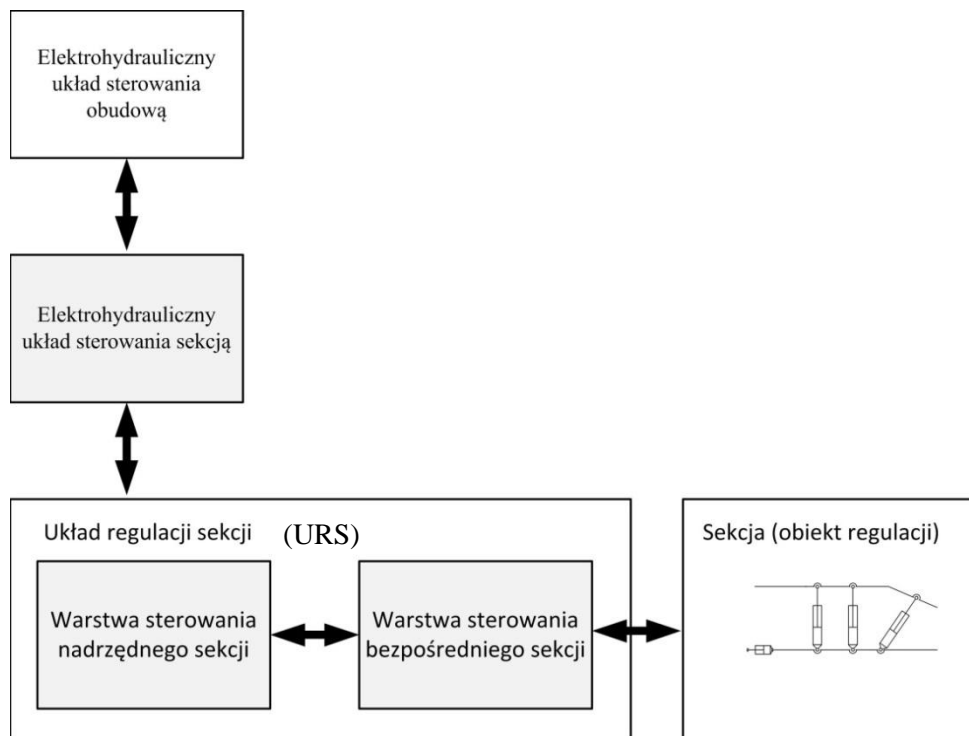 Elektrohydrauliczny
układ sterowania
obudową
Elektrohydrauliczny
układ sterowania sekcją
Układ regulacji sekcji (URS)
Warstwa sterowania
nadrzędnego sekcji
Warstwa sterowania
bezpośredniego sekcji
Sekcja (obiekt regulacji)